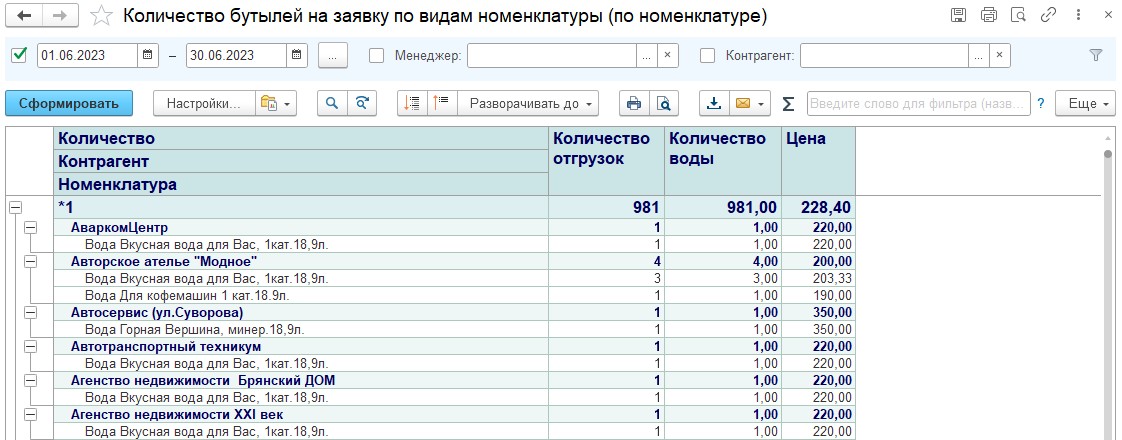 Количество бутылей на заявку по видам номенклатуры (по номенклатуре)
01.06.2023 – 30.06.2023 ... Менеджер: ... × Контрагент: ... ×
Сформировать Настройки... Разворачивать до Σ Введите слово для фильтра (назв... ? Еще
Количество Количество отгрузок Количество воды Цена
Контрагент
Номенклатура
*1 981 981,00 228,40
АваркомЦентр 1 1,00 220,00
Вода Вкусная вода для Вас, 1кат.18,9л. 1 1,00 220,00
Авторское ателье "Модное" 4 4,00 200,00
Вода Вкусная вода для Вас, 1кат.18,9л. 3 3,00 203,33
Вода Для кофемашин 1 кат.18.9л. 1 1,00 190,00
Автосервис (ул.Суворова) 1 1,00 350,00
Вода Горная Вершина, минер.18,9л. 1 1,00 350,00
Автотранспортный техникум 1 1,00 220,00
Вода Вкусная вода для Вас, 1кат.18,9л. 1 1,00 220,00
Агенство недвижимости Брянский ДОМ 1 1,00 220,00
Вода Вкусная вода для Вас, 1кат.18,9л. 1 1,00 220,00
Агенство недвижимости XXI век 1 1,00 220,00
Вода Вкусная вода для Вас, 1кат.18,9л. 1 1,00 220,00